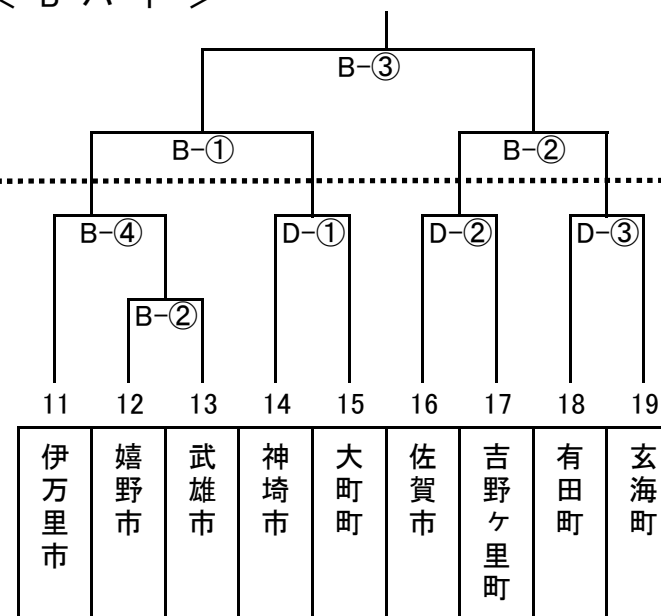 < B パ ー ト >
B-③
B-① B-②
B-④ D-① D-② D-③
B-②
11 12 13 14 15 16 17 18 19
伊万里市 嬉野市 武雄市 神埼市 大町町 佐賀市 吉野ヶ里町 有田町 玄海町